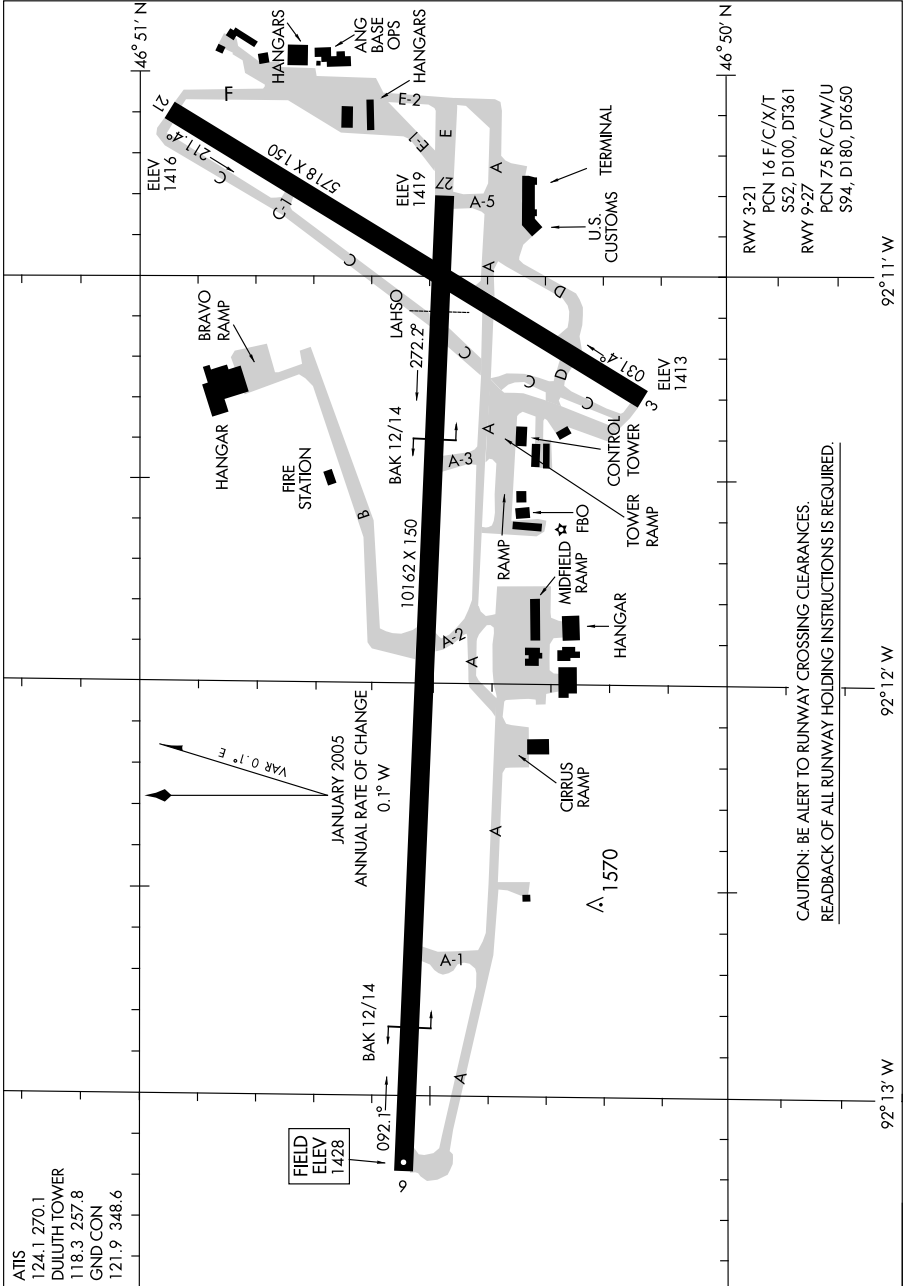 ATIS
124.1 270.1
DULUTH TOWER
118.3 257.8
GND CON
121.9 348.6
46°51' N
46°50' N
92°13' W
92°12' W
92°11' W
JANUARY 2005
ANNUAL RATE OF CHANGE
0.1° W
VAR 0.1° E
FIELD
ELEV
1428
9
092.1°
BAK 12/14
10162 X 150
BAK 12/14
272.2°
LAHSO
27
ELEV
1419
21
ELEV
1416
211.4°
5718 X 150
031.4°
3
ELEV
1413
HANGAR
BRAVO
RAMP
FIRE
STATION
B
HANGARS
ANG
BASE
OPS
HANGARS
F
E-2
E-1
E
C
C-1
C
C
C
C
D
D
A
A-1
A
A
A-2
A-3
A
A
A-5
A
1570
CIRRUS
RAMP
HANGAR
MIDFIELD
RAMP
FBO
RAMP
TOWER
RAMP
CONTROL
TOWER
U.S.
CUSTOMS
TERMINAL
RWY 3-21
PCN 16 F/C/X/T
S52, D100, DT361
RWY 9-27
PCN 75 R/C/W/U
S94, D180, DT650
CAUTION: BE ALERT TO RUNWAY CROSSING CLEARANCES.
READBACK OF ALL RUNWAY HOLDING INSTRUCTIONS IS REQUIRED.